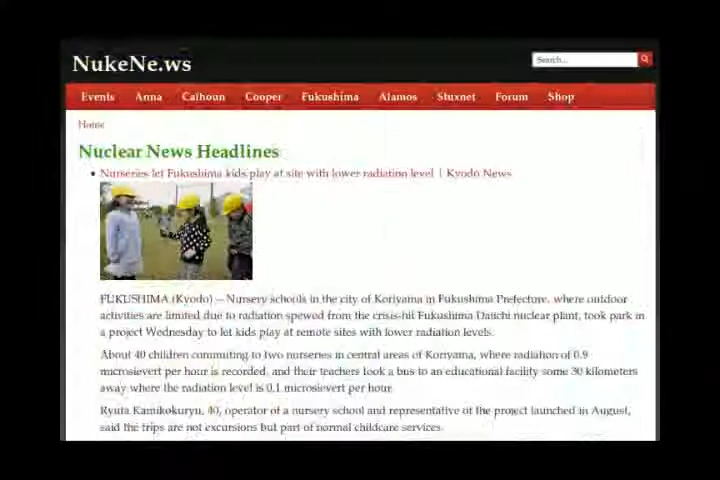 NukeNe.ws
Search...
Events Anna Calhoun Cooper Fukushima Alamos Stuxnet Forum Shop
Home
Nuclear News Headlines
Nurseries let Fukushima kids play at site with lower radiation level | Kyodo News
FUKUSHIMA (Kyodo) -- Nursery schools in the city of Koriyama in Fukushima Prefecture, where outdoor
activities are limited due to radiation spewed from the crisis-hit Fukushima Daiichi nuclear plant, took park in
a project Wednesday to let kids play at remote sites with lower radiation levels.
About 40 children commuting to two nurseries in central areas of Koriyama, where radiation of 0.9
microsievert per hour is recorded, and their teachers took a bus to an educational facility some 30 kilometers
away where the radiation level is 0.1 microsievert per hour.
Ryuta Kamikokuryu, 40, operator of a nursery school and representative of the project launched in August,
said the trips are not excursions but part of normal childcare services.